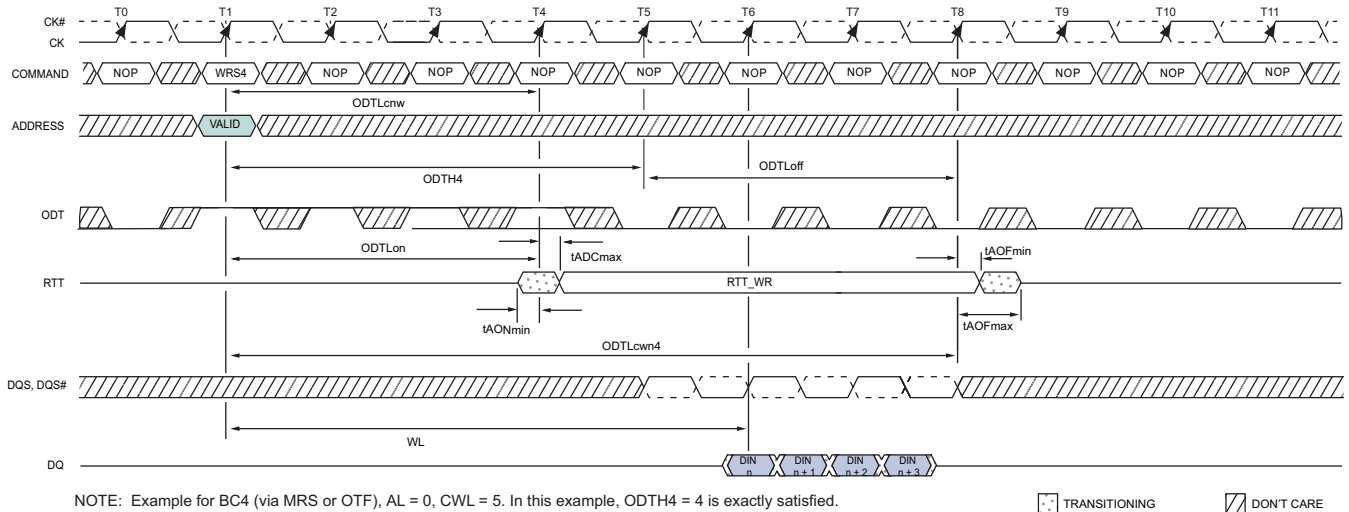 T0 T1 T2 T3 T4 T5 T6 T7 T8 T9 T10 T11
CK#
CK
COMMAND NOP WRS4 NOP NOP NOP NOP NOP NOP NOP NOP NOP NOP
ODTLcnw
ADDRESS VALID
ODTH4 ODTLoff
ODT
ODTLon tADCmax tAOFmin
RTT RTT_WR
tAONmin tAOFmax
ODTLcwn4
DQS, DQS#
WL
DQ DIN n DIN n + 1 DIN n + 2 DIN n + 3
NOTE: Example for BC4 (via MRS or OTF), AL = 0, CWL = 5. In this example, ODTH4 = 4 is exactly satisfied.
TRANSITIONING DON'T CARE